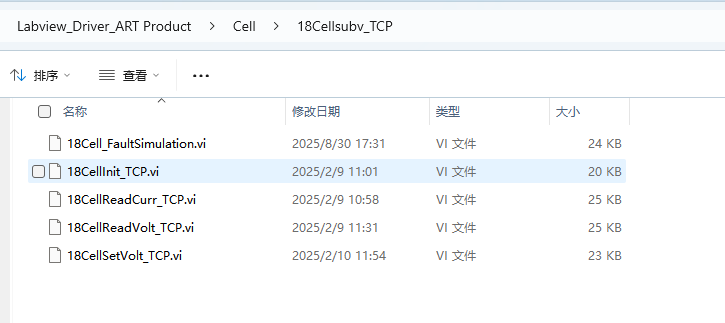 Labview_Driver_ART Product > Cell > 18Cellsubv_TCP
排序 查看 ...
名称 修改日期 类型 大小
18Cell_FaultSimulation.vi 2025/8/30 17:31 VI 文件 24 KB
18CellInit_TCP.vi 2025/2/9 11:01 VI 文件 20 KB
18CellReadCurr_TCP.vi 2025/2/9 10:58 VI 文件 25 KB
18CellReadVolt_TCP.vi 2025/2/9 11:31 VI 文件 25 KB
18CellSetVolt_TCP.vi 2025/2/10 11:54 VI 文件 23 KB